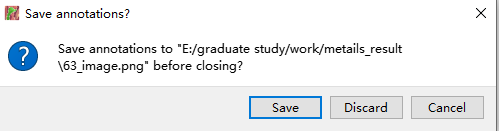 Save annotations?
Save annotations to "E:/graduate study/work/metails_result
\63_image.png" before closing?
Save Discard Cancel